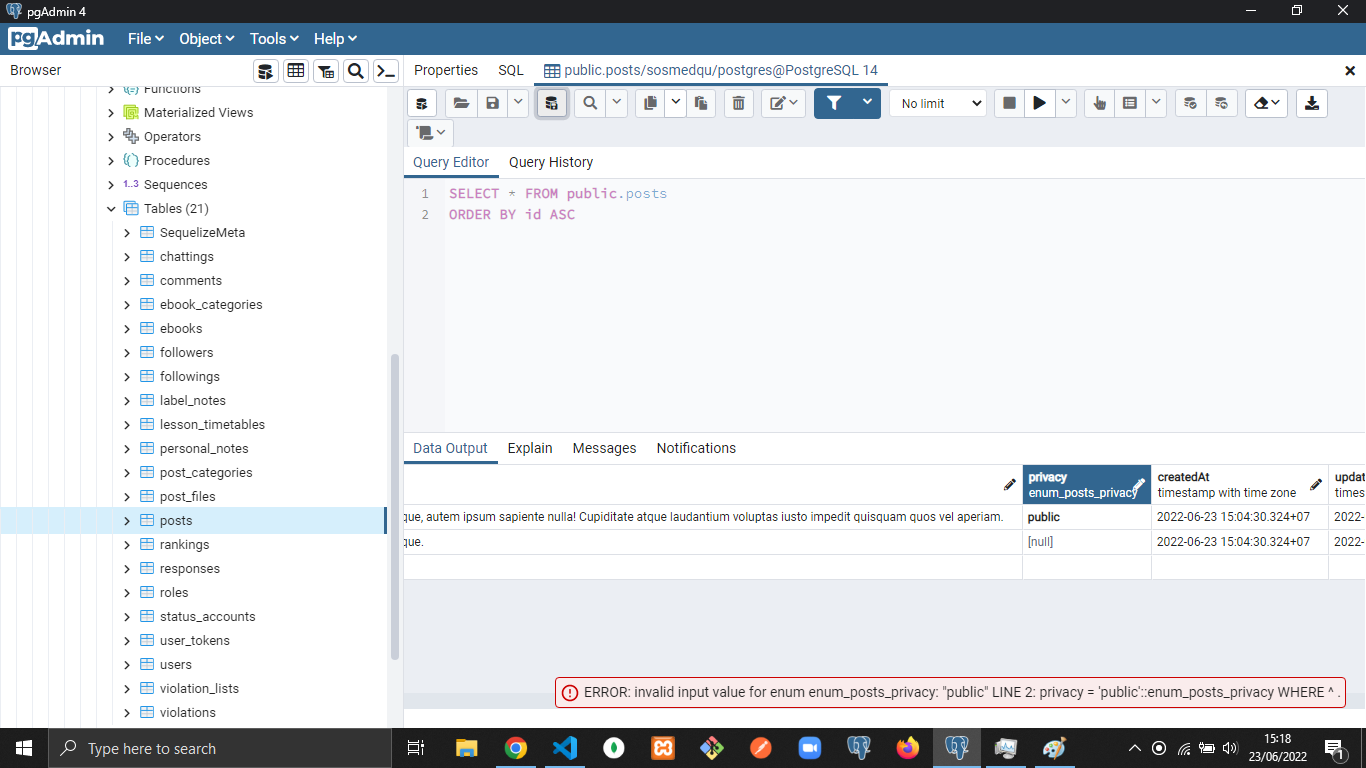 pgAdmin 4
pgAdmin File Object Tools Help
Browser
Properties SQL public.posts/sosmedqu/postgres@PostgreSQL 14
Functions
Materialized Views
Operators
Procedures
1..3 Sequences
Tables (21)
SequelizeMeta
chattings
comments
ebook_categories
ebooks
followers
followings
label_notes
lesson_timetables
personal_notes
post_categories
post_files
posts
rankings
responses
roles
status_accounts
user_tokens
users
violation_lists
violations
No limit
Query Editor Query History
1 SELECT * FROM public.posts
2 ORDER BY id ASC
Data Output Explain Messages Notifications
privacy createdAt updat
enum_posts_privacy timestamp with time zone times
que, autem ipsum sapiente nulla! Cupiditate atque laudantium voluptas iusto impedit quisquam quos vel aperiam. public 2022-06-23 15:04:30.324+07 2022-
que. [null] 2022-06-23 15:04:30.324+07 2022-
ERROR: invalid input value for enum enum_posts_privacy: "public" LINE 2: privacy = 'public'::enum_posts_privacy WHERE ^ .
Type here to search
15:18
23/06/2022
1